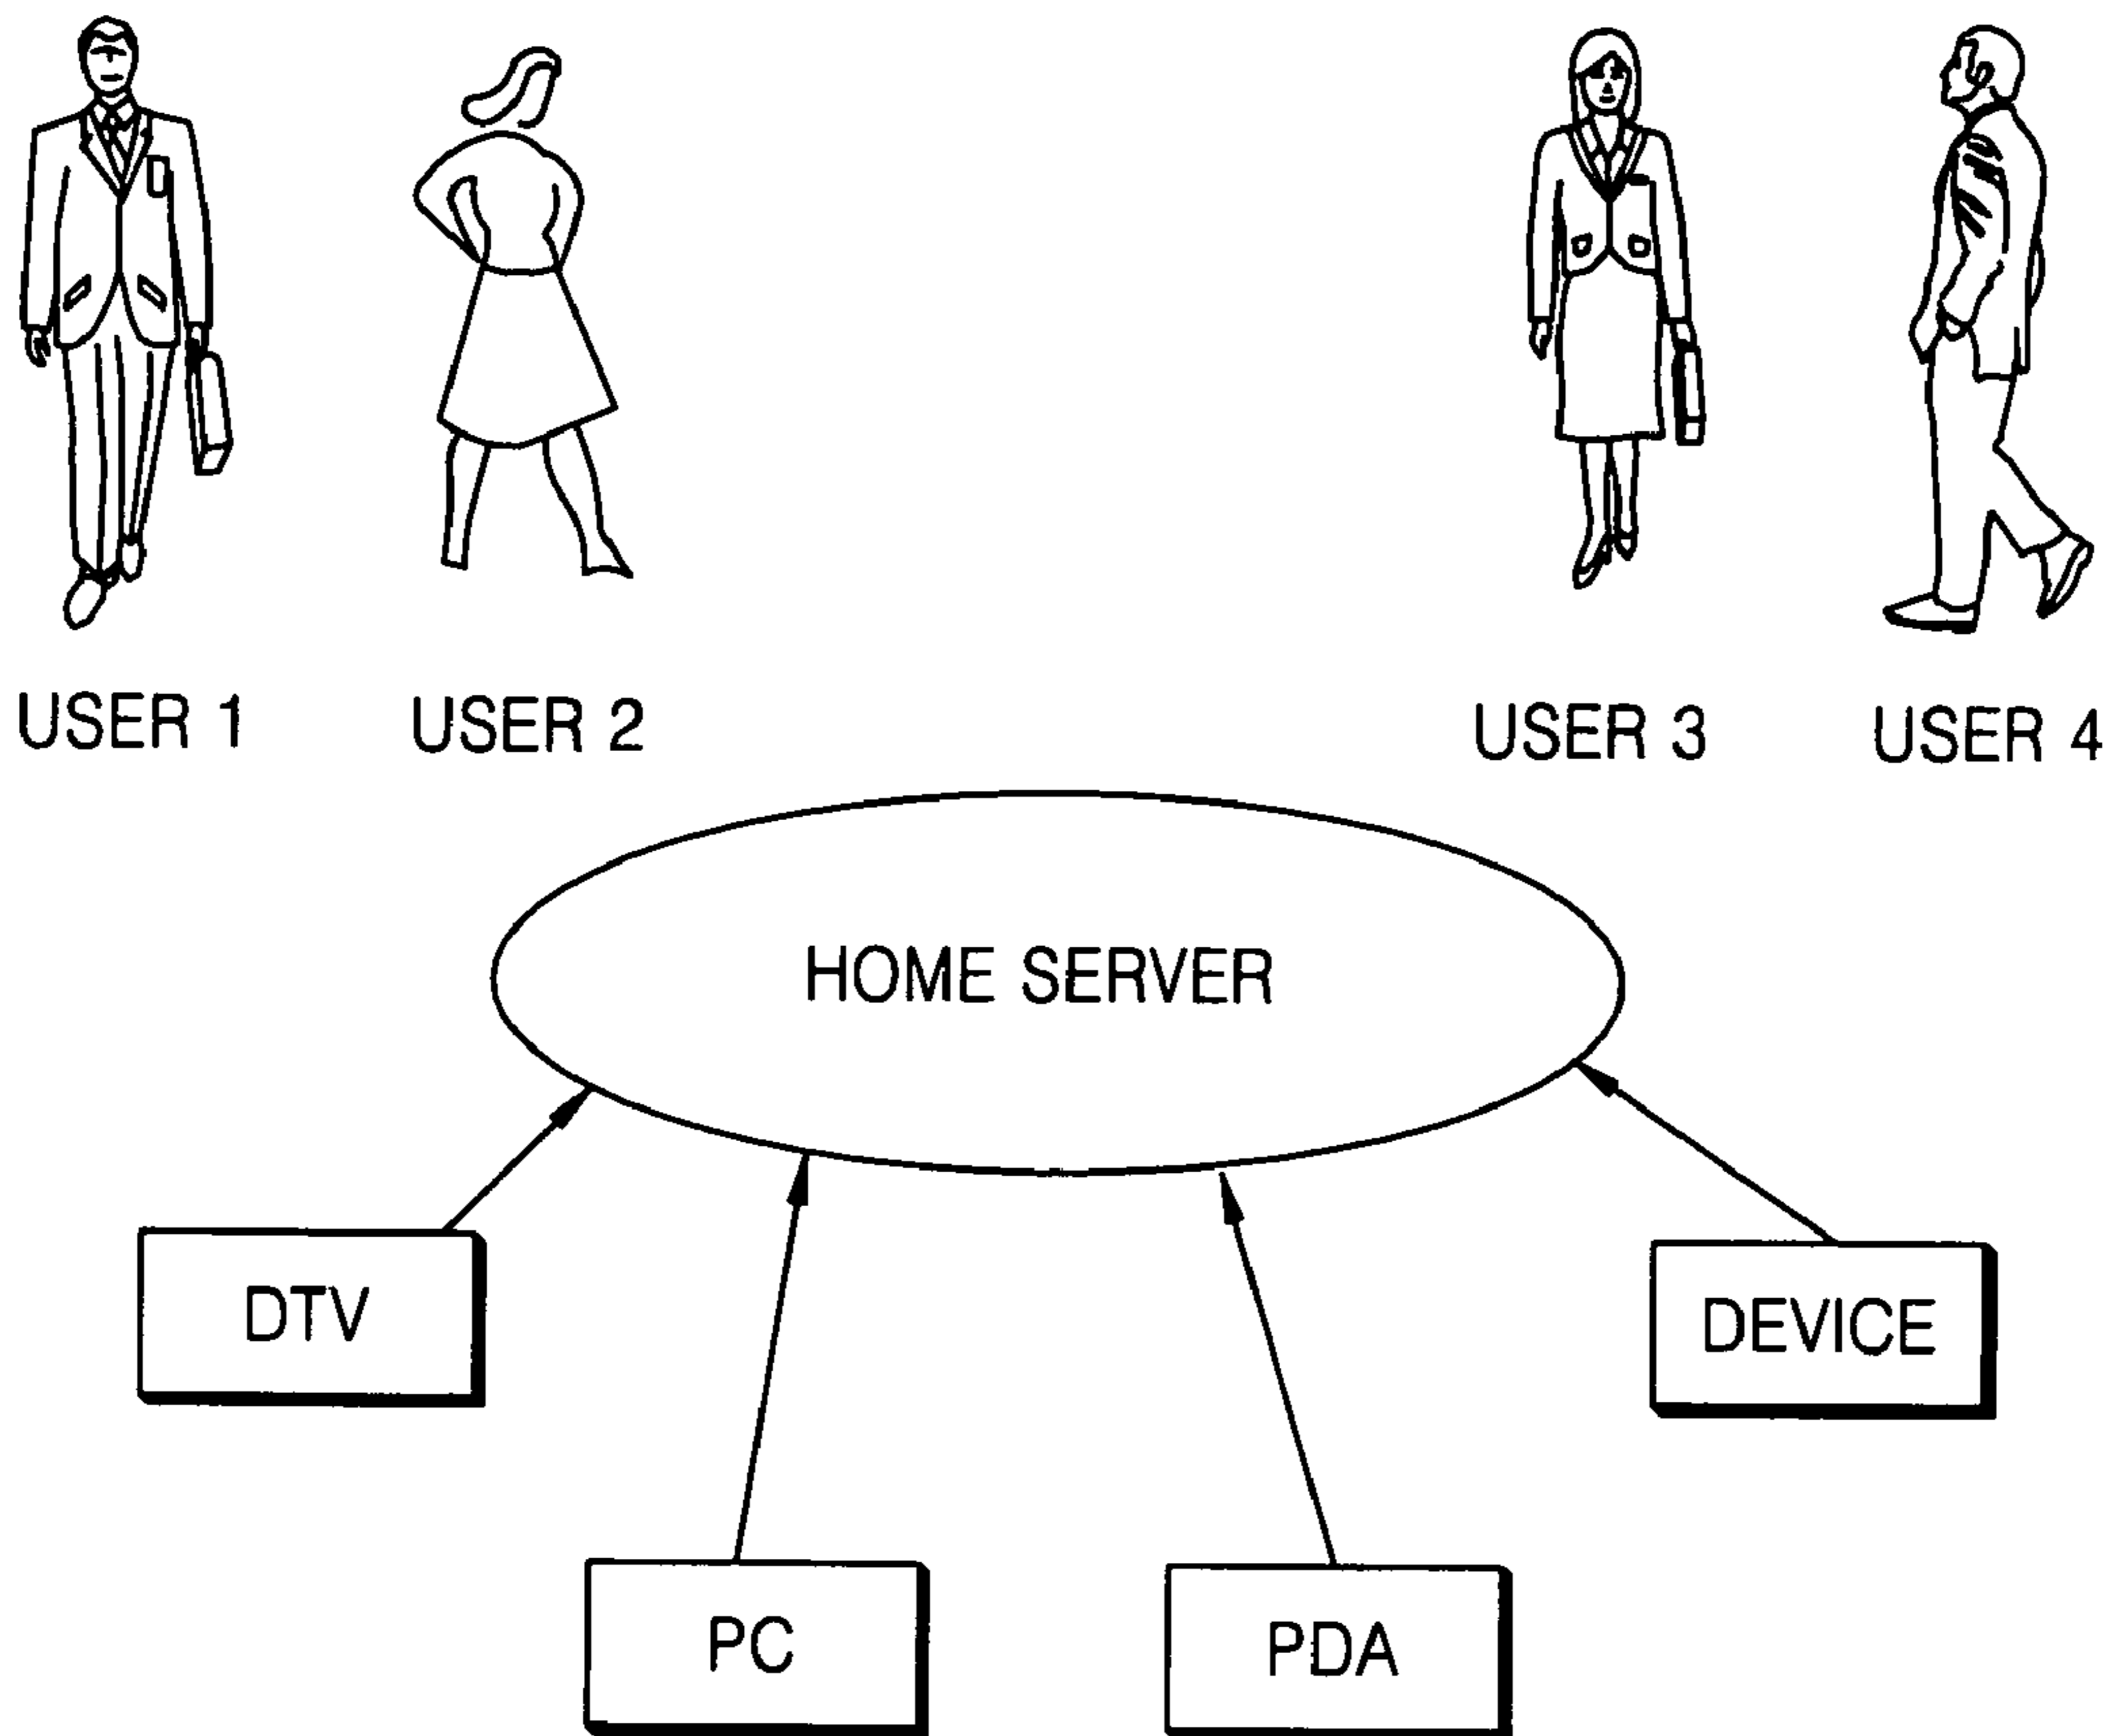 USER 1
USER 2
USER 3
USER 4
HOME SERVER
DTV
DEVICE
PC
PDA